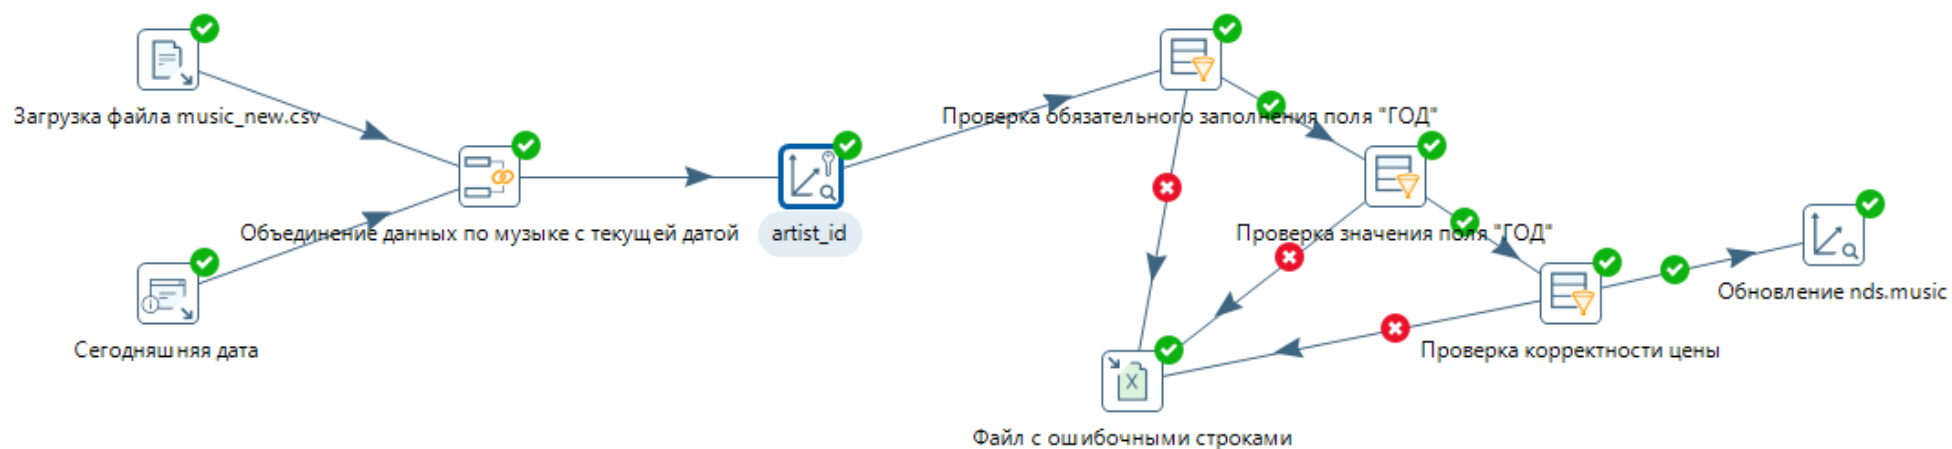 Загрузка файла music_new.csv
Проверка обязательного заполнения поля "ГОД"
Объединение данных по музыке с текущей датой
artist_id
Проверка значения поля "ГОД"
Обновление nds.music
Сегодняшняя дата
Проверка корректности цены
Файл с ошибочными строками